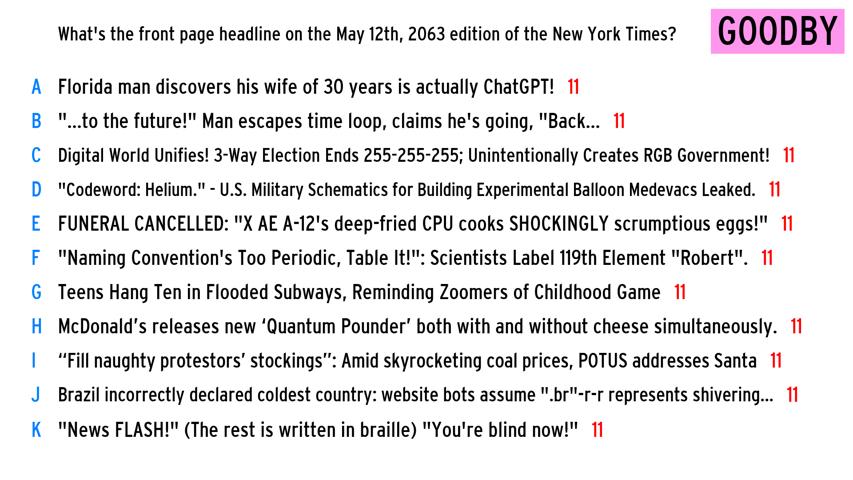 What's the front page headline on the May 12th, 2063 edition of the New York Times? GOODBY
A Florida man discovers his wife of 30 years is actually ChatGPT! 11
B "...to the future!" Man escapes time loop, claims he's going, "Back... 11
C Digital World Unifies! 3-Way Election Ends 255-255-255; Unintentionally Creates RGB Government! 11
D "Codeword: Helium." - U.S. Military Schematics for Building Experimental Balloon Medevacs Leaked. 11
E FUNERAL CANCELLED: "X AE A-12's deep-fried CPU cooks SHOCKINGLY scrumptious eggs!" 11
F "Naming Convention's Too Periodic, Table It!": Scientists Label 119th Element "Robert". 11
G Teens Hang Ten in Flooded Subways, Reminding Zoomers of Childhood Game 11
H McDonald’s releases new ‘Quantum Pounder’ both with and without cheese simultaneously. 11
I “Fill naughty protestors’ stockings”: Amid skyrocketing coal prices, POTUS addresses Santa 11
J Brazil incorrectly declared coldest country: website bots assume ".br"-r-r represents shivering... 11
K "News FLASH!" (The rest is written in braille) "You're blind now!" 11